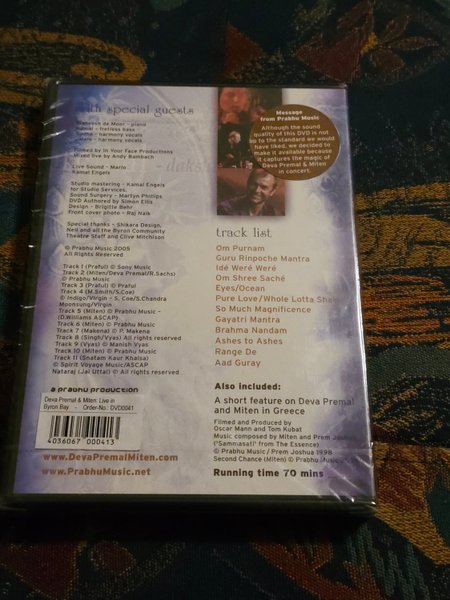 with special guests
Maneesh de Moor - piano
- fretless bass
- harmony vocals
- harmony vocals
Filmed by In Your Face Productions
Mixed live by Andy Bambach
Live Sound - Mario
Kamal Engels
Studio mastering - Kamal Engels
for Studio Services.
Sound Surgery - Martyn Phillips
DVD Authored by Simon Ellis
Design - Brigitte Behr
Front cover photo - Raj Naik
Special thanks - Shikara Design,
Neil and all the Byron Community
Theatre Staff and Clive Mitchison
© Prabhu Music 2005
All Rights Reserved
Track 1 (Praful) © Sony Music
Track 2 (Miten/Deva Premal/R.Sachs)
© Prabhu Music
Track 3 (Praful) © Praful
Track 4 (M.Smith/S.Coe)
© Indigo/Virgin - S. Coe/S.Chandra
Moonsung/Virgin
Track 5 (Miten) © Prabhu Music -
(D.Williams ASCAP)
Track 6 (Miten) © Prabhu Music
Track 7 (Makena) © P. Makena
Track 8 (Singh/Vyas) All rights reserved
Track 9 (Vyas) © Manish Vyas
Track 10 (Miten) © Prabhu Music
Track 11 (Snatam Kaur Khalsa)
© Spirit Voyage Music/ASCAP
Nataraj (Jai Uttal) © All rights reserved
a prabhu production
Deva Premal & Miten: Live in
Byron Bay - Order-No.: DVD0041
4036067 000413
www.DevaPremalMiten.com
www.PrabhuMusic.net
Message
from Prabhu Music
Although the sound
quality of this DVD is not
up to the standard we would
have liked, we decided to
make it available because
it captures the magic of
Deva Premal & Miten
in concert.
track list
Om Purnam
Guru Rinpoche Mantra
Idé Weré Weré
Om Shree Saché
Eyes/Ocean
Pure Love/Whole Lotta
So Much Magnificence
Gayatri Mantra
Brahma Nandam
Ashes to Ashes
Range De
Aad Guray
Also included:
A short feature on Deva Premal
and Miten in Greece
Filmed and Produced by
Oscar Mann and Tom Kubat
Music composed by Miten and Prem Joshua
('Sammasati' from The Essence)
© Prabhu Music / Prem Joshua 1998
Second Chance (Miten) © Prabhu
Running time 70 mins